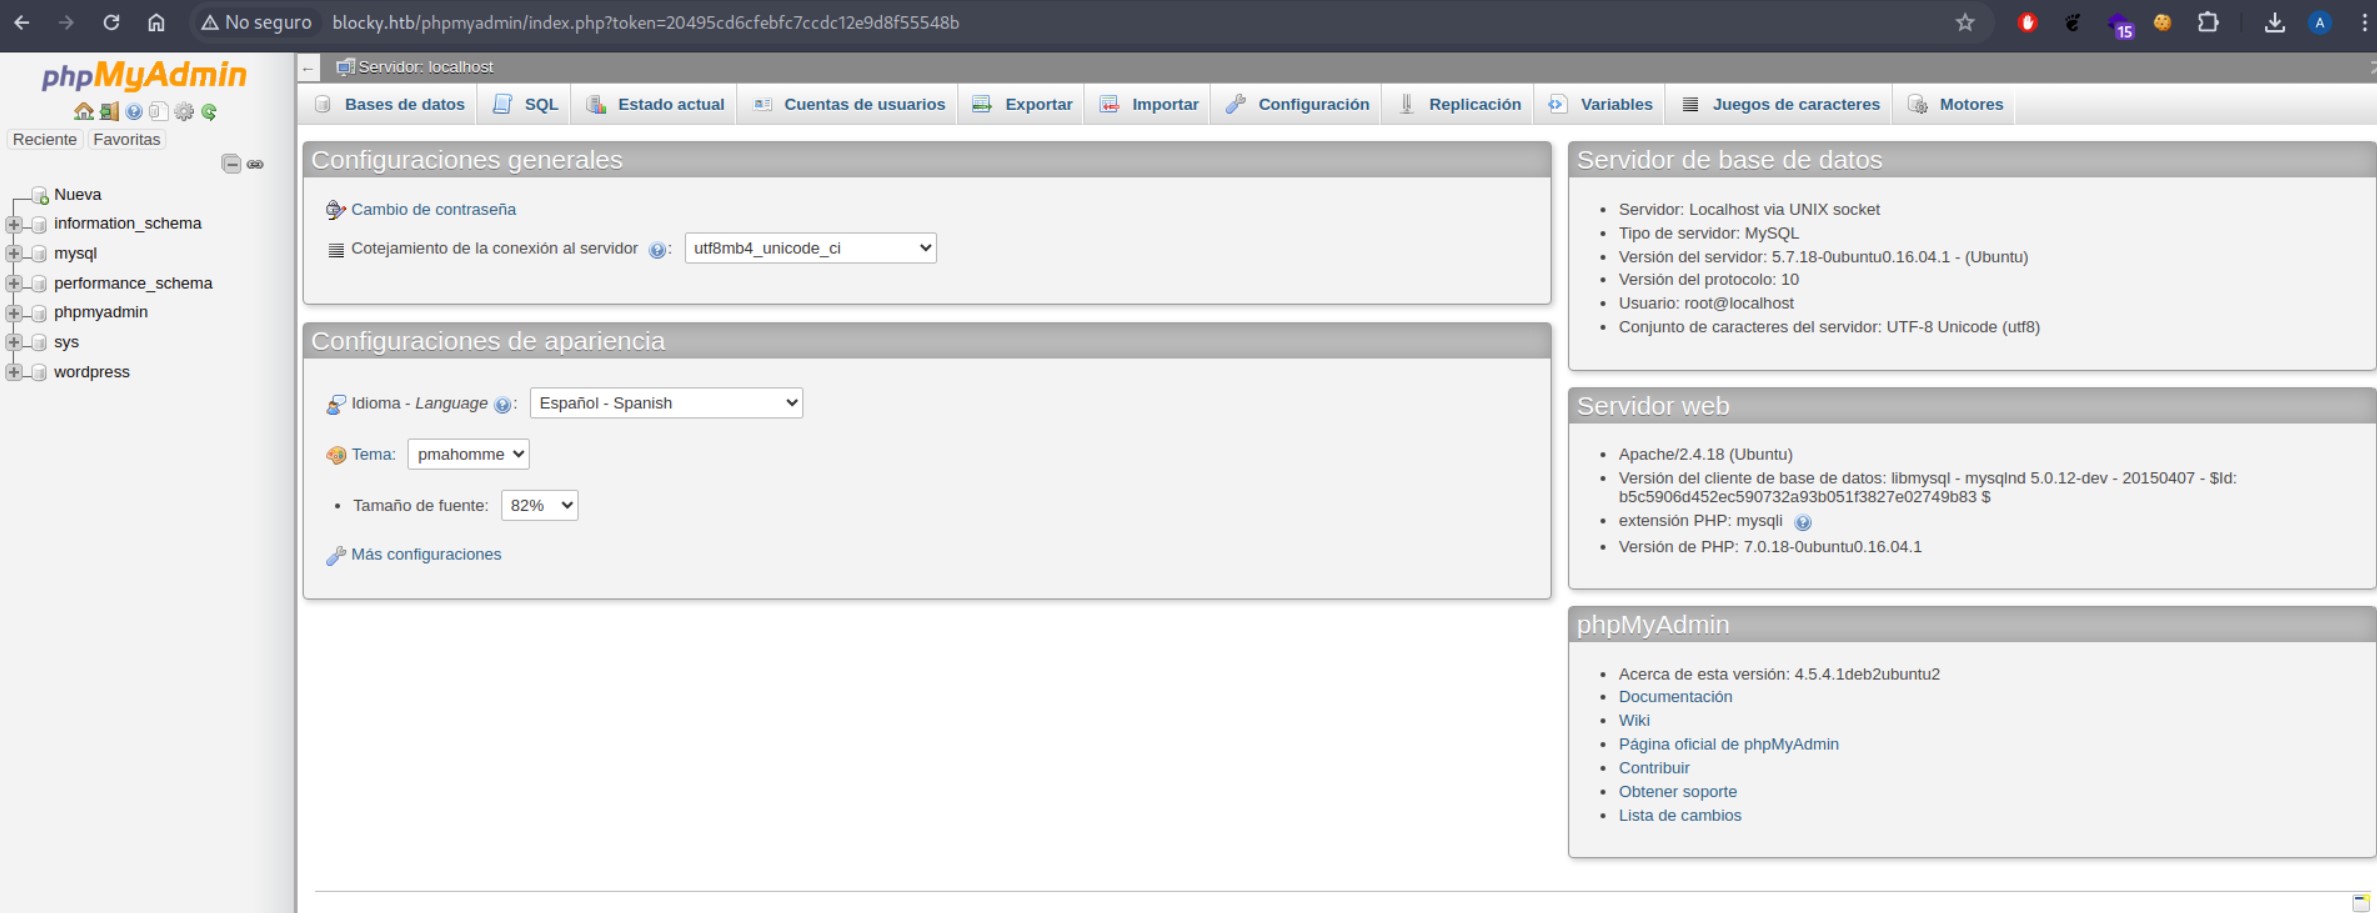 No seguro blocky.htb/phpmyadmin/index.php?token=20495cd6cfebfc7ccdc12e9d8f55548b
15
A
phpMyAdmin
Reciente Favoritas
Nueva
information_schema
mysql
performance_schema
phpmyadmin
sys
wordpress
Servidor: localhost
Bases de datos SQL Estado actual Cuentas de usuarios Exportar Importar Configuración Replicación Variables Juegos de caracteres Motores
Configuraciones generales
Cambio de contraseña
Cotejamiento de la conexión al servidor : utf8mb4_unicode_ci
Configuraciones de apariencia
Idioma - Language : Español - Spanish
Tema: pmahomme
Tamaño de fuente: 82%
Más configuraciones
Servidor de base de datos
Servidor: Localhost via UNIX socket
Tipo de servidor: MySQL
Versión del servidor: 5.7.18-0ubuntu0.16.04.1 - (Ubuntu)
Versión del protocolo: 10
Usuario: root@localhost
Conjunto de caracteres del servidor: UTF-8 Unicode (utf8)
Servidor web
Apache/2.4.18 (Ubuntu)
Versión del cliente de base de datos: libmysql - mysqlnd 5.0.12-dev - 20150407 - $Id:
b5c5906d452ec590732a93b051f3827e02749b83 $
extensión PHP: mysqli
Versión de PHP: 7.0.18-0ubuntu0.16.04.1
phpMyAdmin
Acerca de esta versión: 4.5.4.1deb2ubuntu2
Documentación
Wiki
Página oficial de phpMyAdmin
Contribuir
Obtener soporte
Lista de cambios